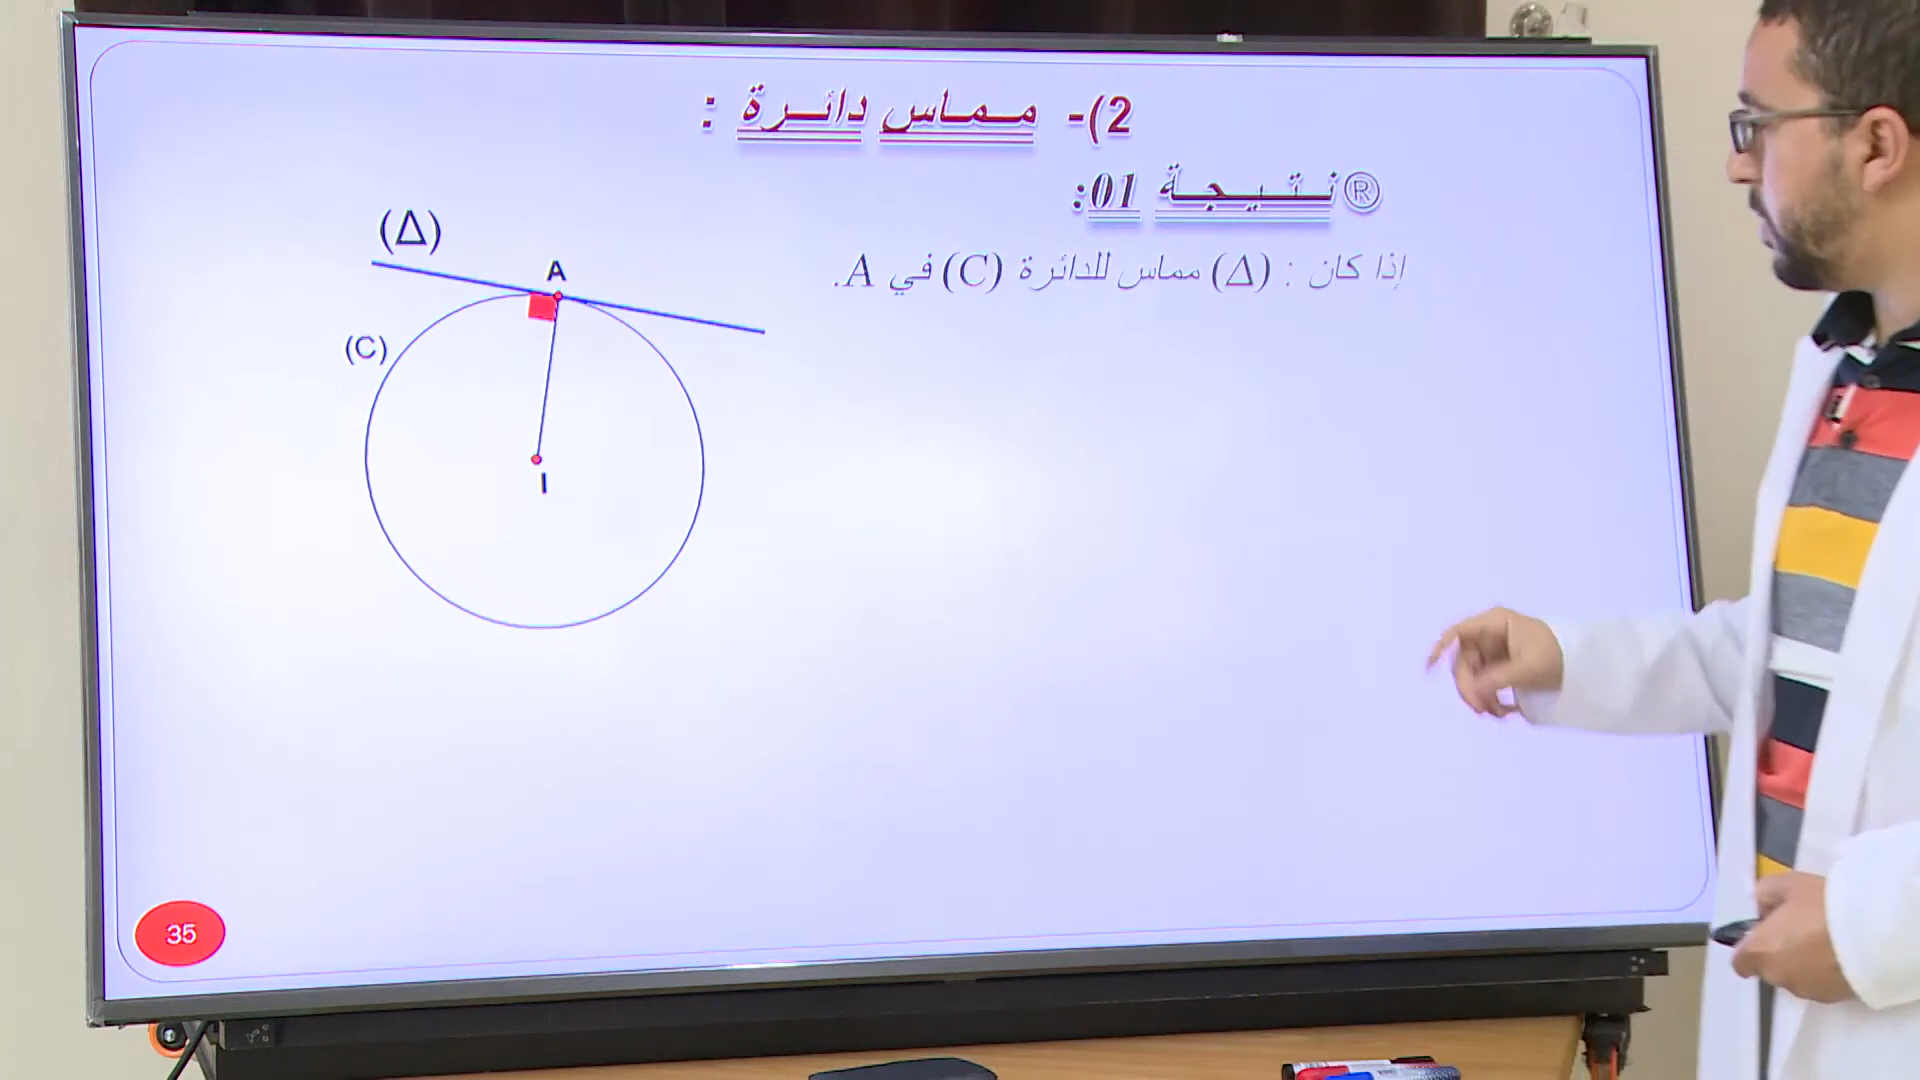 2)- مماس دائرة :
® نتيجة 01:
إذا كان : (Δ) مماس للدائرة (C) في A.
(Δ)
A
(C)
I
35